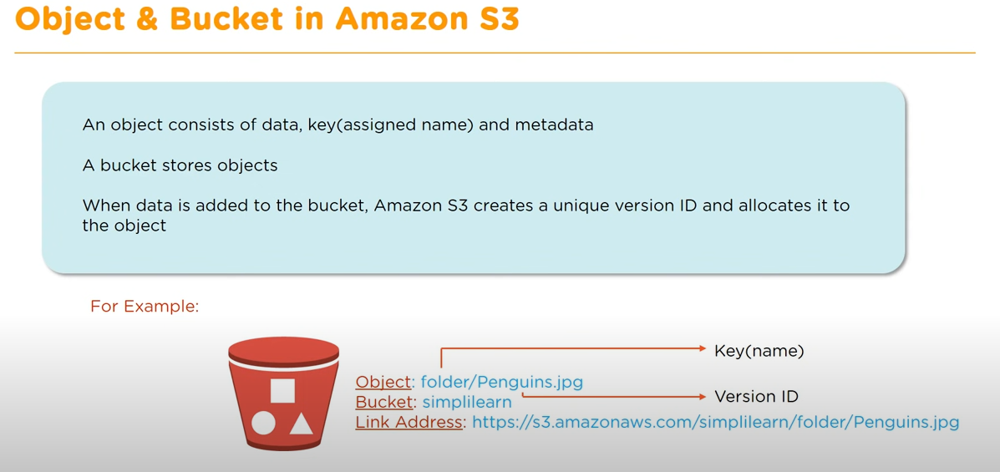 Object & Bucket in Amazon S3
An object consists of data, key(assigned name) and metadata
A bucket stores objects
When data is added to the bucket, Amazon S3 creates a unique version ID and allocates it to
the object
For Example:
Key(name)
Object: folder/Penguins.jpg
Version ID
Bucket: simplilearn
Link Address: https://s3.amazonaws.com/simplilearn/folder/Penguins.jpg